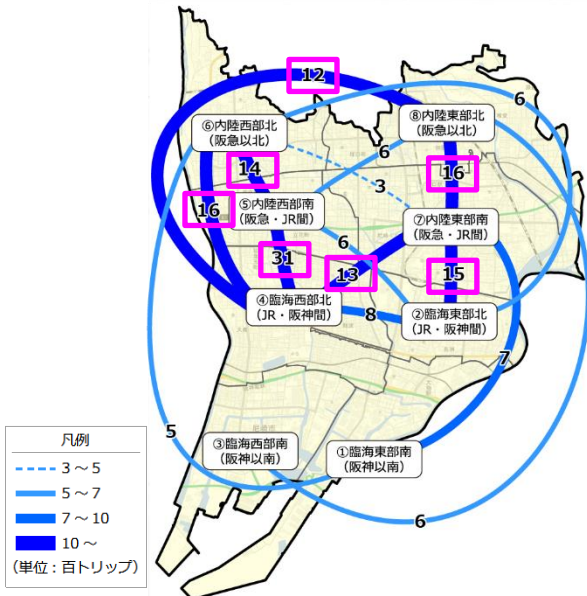 12
⑧内陸東部北
(阪急以北)
6
⑥内陸西部北
(阪急以北)
6
14
16
3
⑤内陸西部南
(阪急・JR間)
16
⑦内陸東部南
(阪急・JR間)
6
31
13
15
④臨海西部北
(JR・阪神間)
8
②臨海東部北
(JR・阪神間)
7
5
③臨海西部南
(阪神以南)
①臨海東部南
(阪神以南)
6
凡例
3~5
5~7
7~10
10~
(単位:百トリップ)